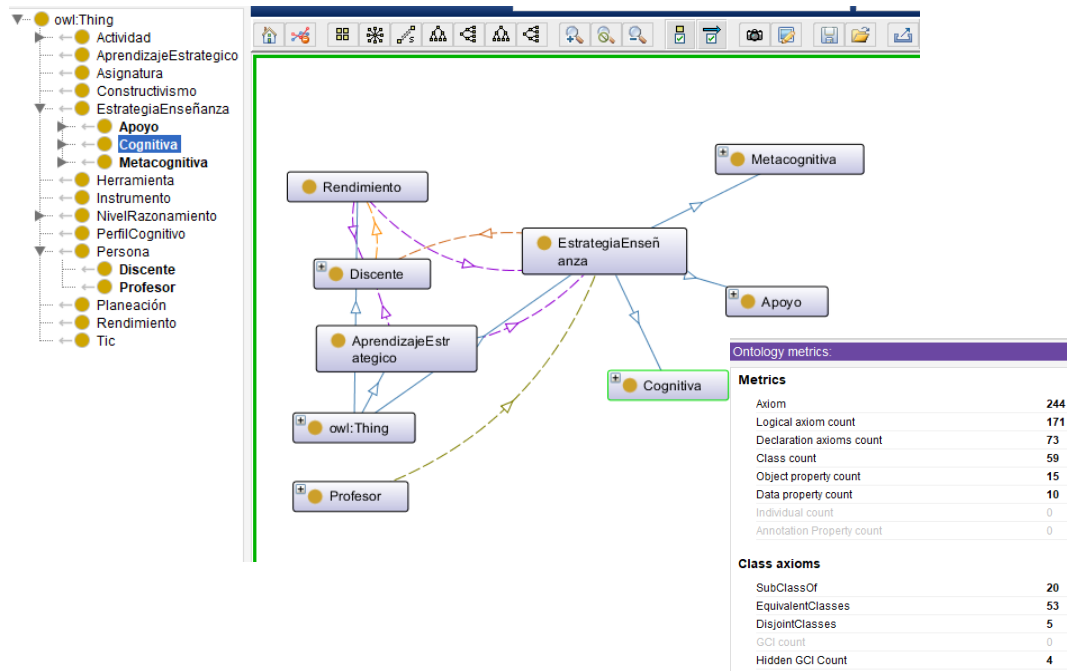 owl:Thing
Actividad
AprendizajeEstrategico
Asignatura
Constructivismo
EstrategiaEnseñanza
Apoyo
Cognitiva
Metacognitiva
Herramienta
Instrumento
NivelRazonamiento
PerfilCognitivo
Persona
Discente
Profesor
Planeación
Rendimiento
Tic
Metacognitiva
Rendimiento
EstrategiaEnseñ
anza
Discente
Apoyo
AprendizajeEstr
ategico
Cognitiva
owl:Thing
Profesor
Ontology metrics:
Metrics
Axiom 244
Logical axiom count 171
Declaration axioms count 73
Class count 59
Object property count 15
Data property count 10
Individual count 0
Annotation Property count 0
Class axioms
SubClassOf 20
EquivalentClasses 53
DisjointClasses 5
GCI count 0
Hidden GCI Count 4